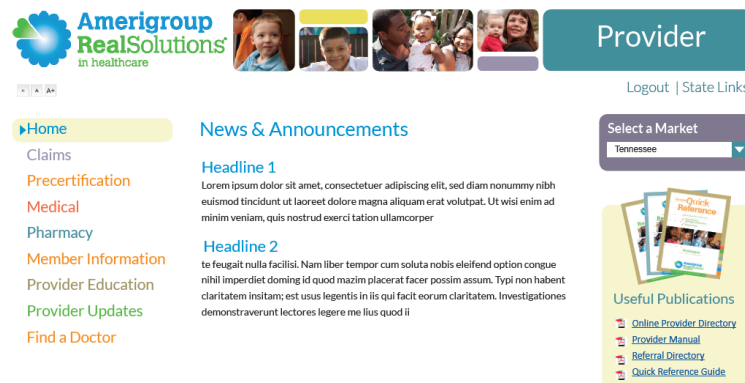 Amerigroup
RealSolutions
in healthcare
Provider
A A A+
Logout | State Links
Home
Claims
Precertification
Medical
Pharmacy
Member Information
Provider Education
Provider Updates
Find a Doctor
News & Announcements
Headline 1
Lorem ipsum dolor sit amet, consectetuer adipiscing elit, sed diam nonummy nibh
euismod tincidunt ut laoreet dolore magna aliquam erat volutpat. Ut wisi enim ad
minim veniam, quis nostrud exerci tation ullamcorper
Headline 2
te feugait nulla facilisi. Nam liber tempor cum soluta nobis eleifend option congue
nihil imperdiet doming id quod mazim placerat facer possim assum. Typi non habent
claritatem insitam; est usus legentis in iis qui facit eorum claritatem. Investigationes
demonstraverunt lectores legere me lius quod ii
Select a Market
Tennessee
Quick
Reference
Useful Publications
Online Provider Directory
Provider Manual
Referral Directory
Quick Reference Guide